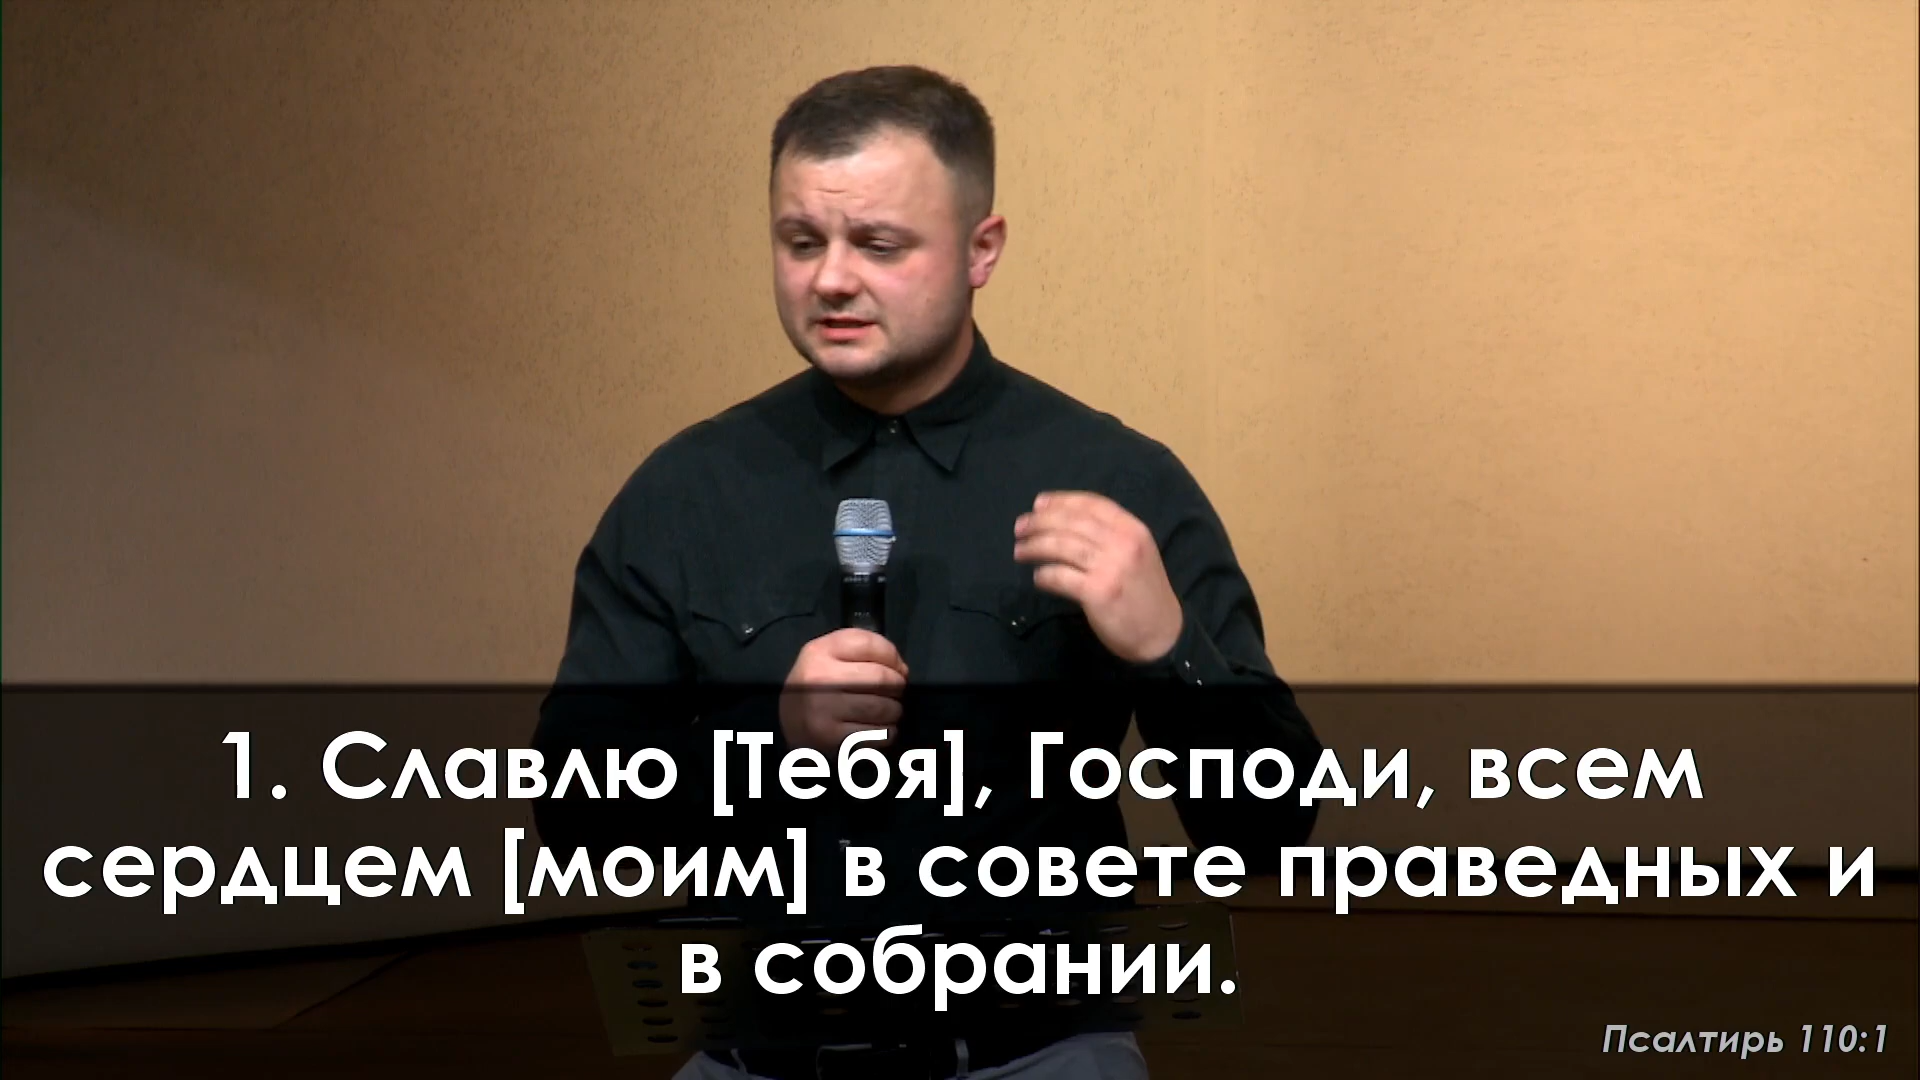 1. Славлю [Тебя], Господи, всем
сердцем [моим] в совете праведных и
в собрании.
Псалтирь 110:1